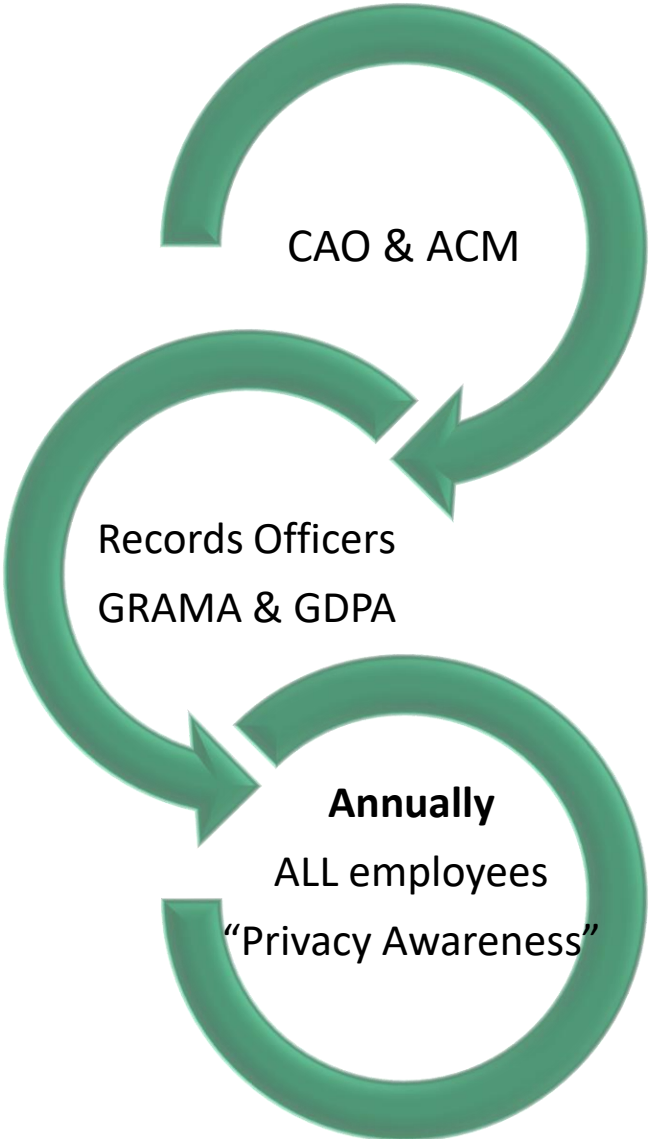 CAO & ACM
Records Officers
GRAMA & GDPA
Annually
ALL employees
“Privacy Awareness”